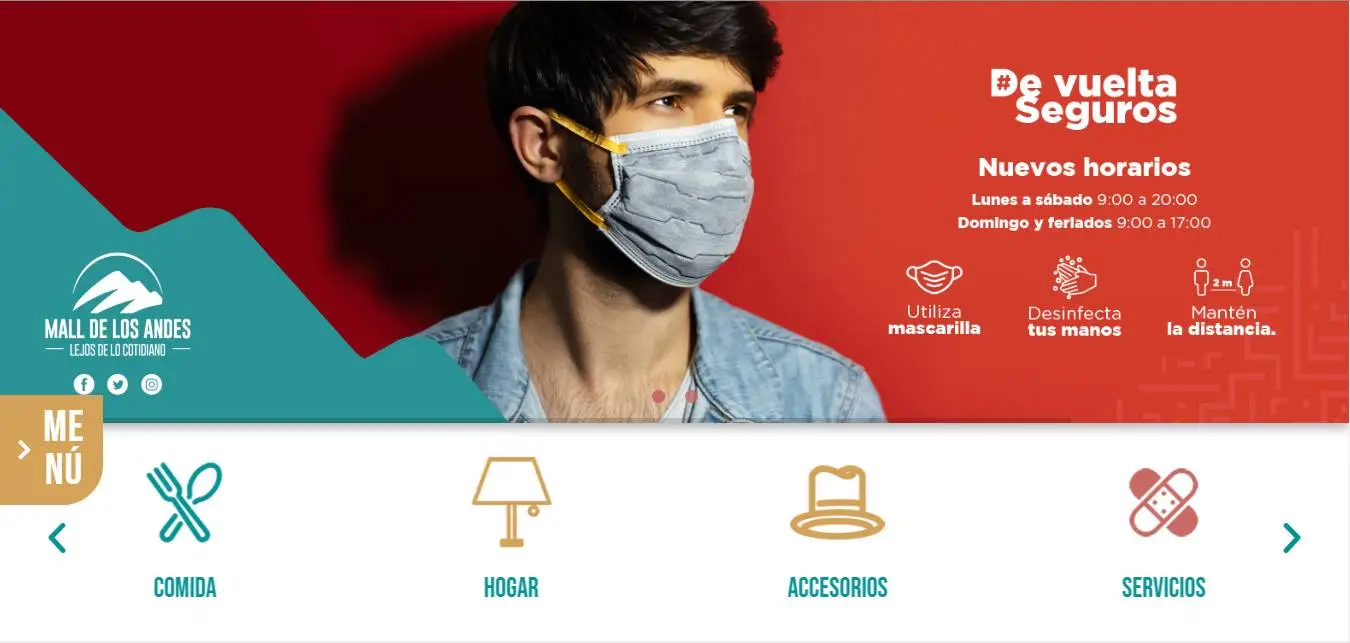 #De vuelta
Seguros
Nuevos horarios
Lunes a sábado 9:00 a 20:00
Domingo y feriados 9:00 a 17:00
Utiliza
mascarilla
Desinfecta
tus manos
2 m
Mantén
la distancia.
MALL DE LOS ANDES
LEJOS DE LO COTIDIANO
ME
NÚ
COMIDA
HOGAR
ACCESORIOS
SERVICIOS